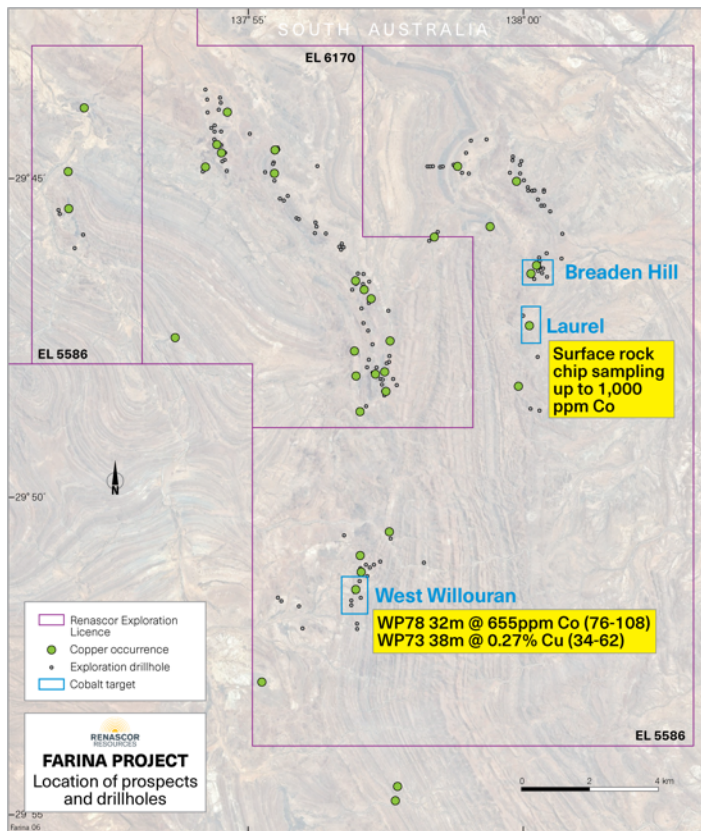 137° 55'
138° 00'
SOUTH AUSTRALIA
EL 6170
29° 45'
Breaden Hill
Laurel
EL 5586
Surface rock
chip sampling
up to 1,000
ppm Co
N
29° 50'
West Willouran
WP78 32m @ 655ppm Co (76-108)
WP73 38m @ 0.27% Cu (34-62)
Renascor Exploration
Licence
Copper occurrence
Exploration drillhole
Cobalt target
EL 5586
RENASCOR
RESOURCES
FARINA PROJECT
Location of prospects
and drillholes
0 2 4 km
29° 55'
Farina 06